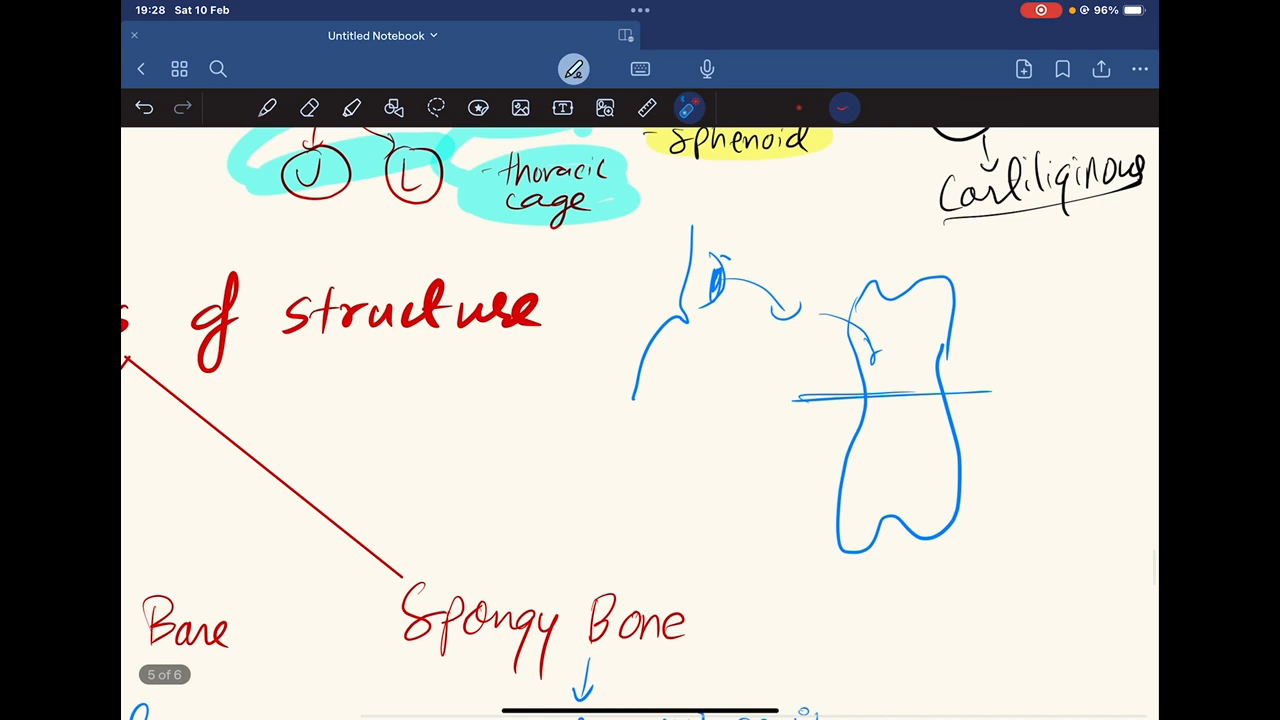 19:28 Sat 10 Feb
96%
Untitled Notebook
- sphenoid
U
L
- thoracic
cage
Cartiliginous
s of structure
Bone
Spongy Bone
5 of 6